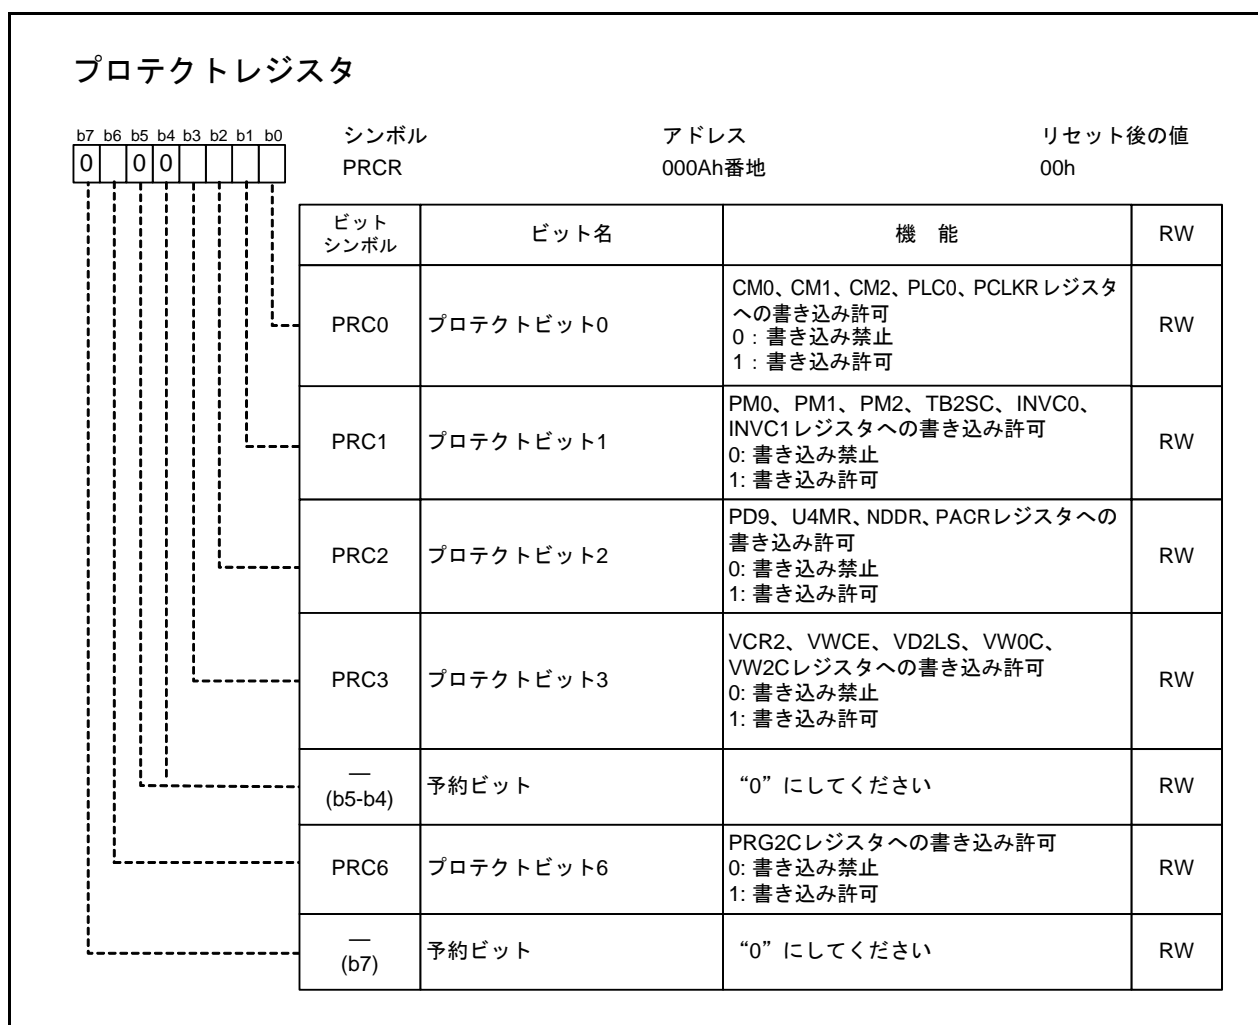 プロテクトレジスタ
b7 b6 b5 b4 b3 b2 b1 b0
0 0 0
シンボル アドレス リセット後の値
PRCR 000Ah番地 00h
ビット
シンボル
ビット名
機 能
RW
PRC0
プロテクトビット0
CM0、CM1、CM2、PLC0、PCLKRレジスタ
への書き込み許可
0:書き込み禁止
1:書き込み許可
RW
PRC1
プロテクトビット1
PM0、PM1、PM2、TB2SC、INVC0、
INVC1レジスタへの書き込み許可
0: 書き込み禁止
1: 書き込み許可
RW
PRC2
プロテクトビット2
PD9、U4MR、NDDR、PACRレジスタへの
書き込み許可
0: 書き込み禁止
1: 書き込み許可
RW
PRC3
プロテクトビット3
VCR2、VWCE、VD2LS、VW0C、
VW2Cレジスタへの書き込み許可
0: 書き込み禁止
1: 書き込み許可
RW
—
(b5-b4)
予約ビット
“0”にしてください
RW
PRC6
プロテクトビット6
PRG2Cレジスタへの書き込み許可
0: 書き込み禁止
1: 書き込み許可
RW
—
(b7)
予約ビット
“0”にしてください
RW